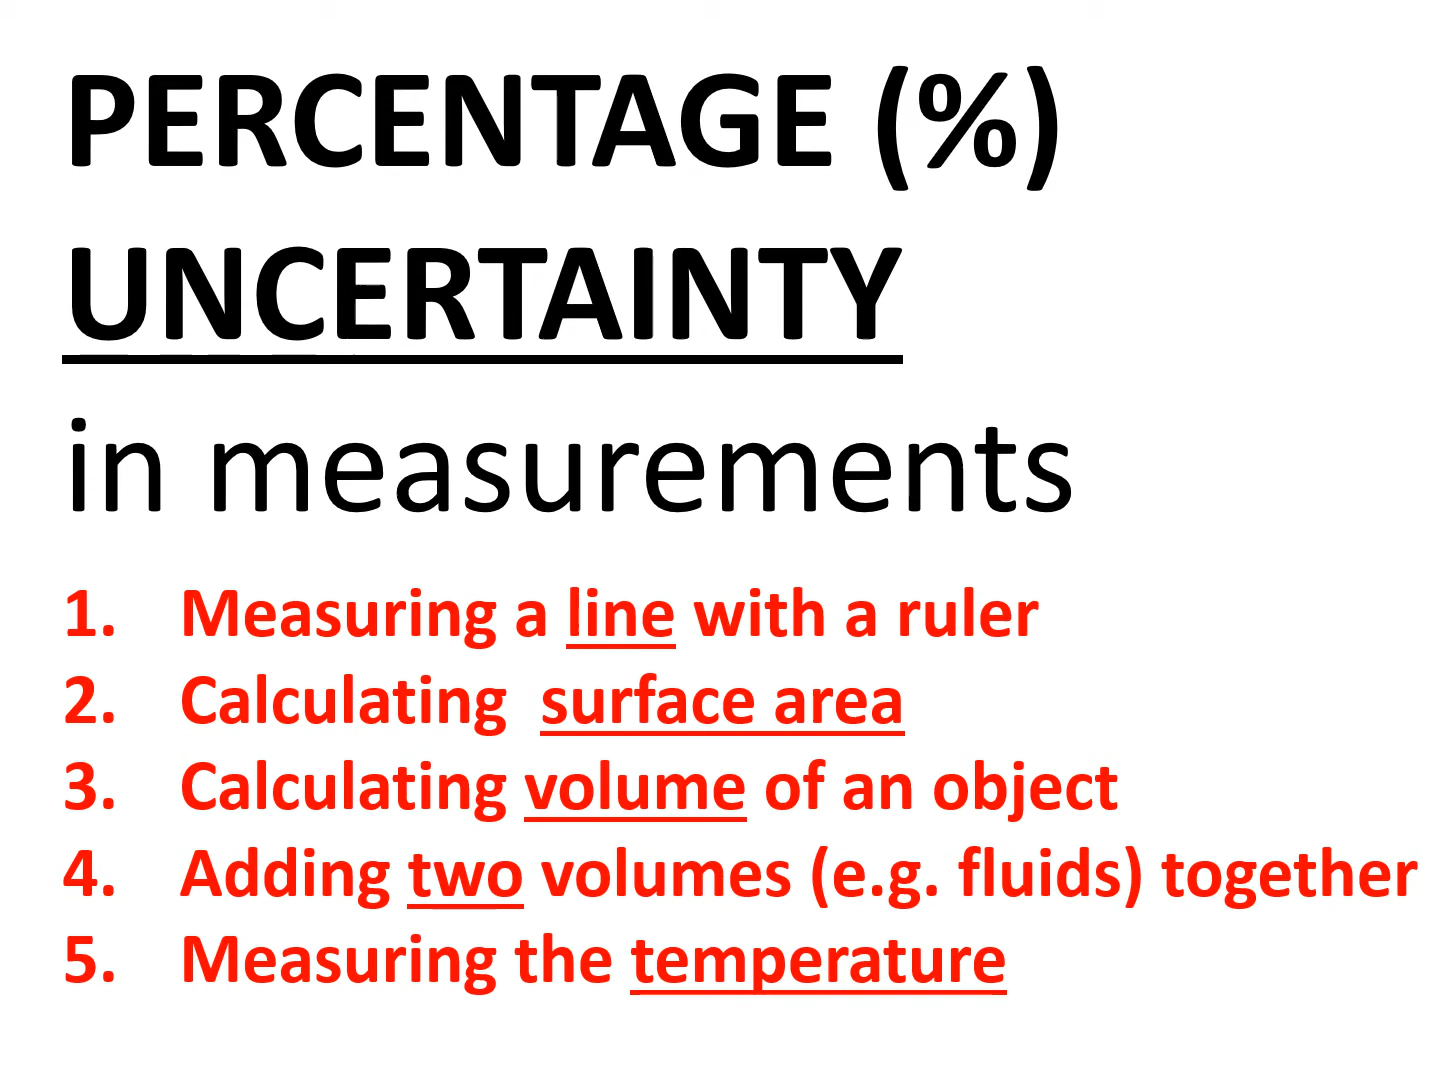 PERCENTAGE (%)
UNCERTAINTY
in measurements
1. Measuring a line with a ruler
2. Calculating surface area
3. Calculating volume of an object
4. Adding two volumes (e.g. fluids) together
5. Measuring the temperature